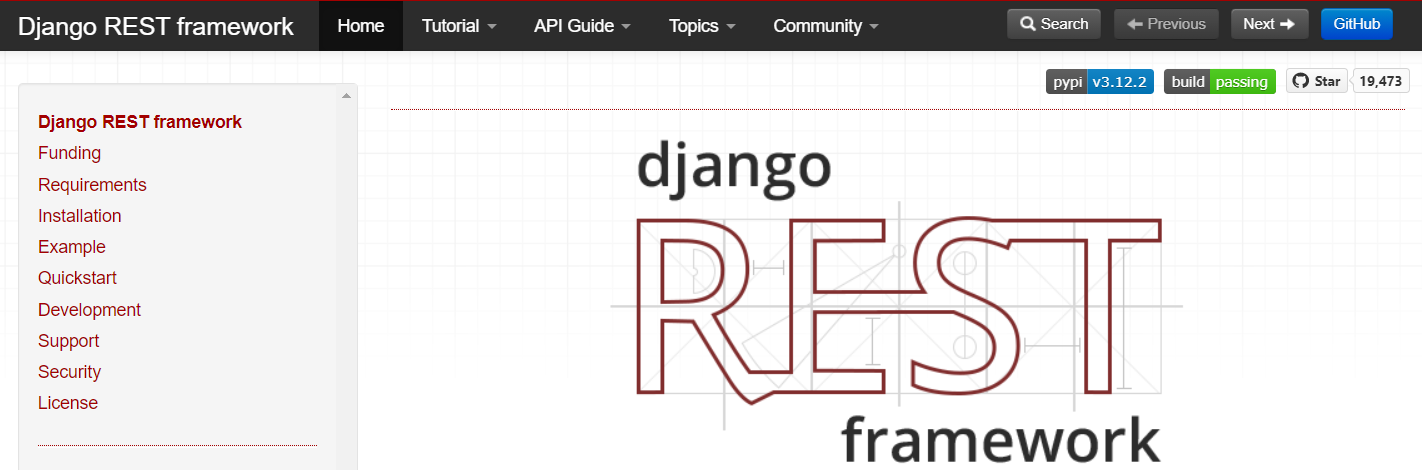 Django REST framework Home Tutorial API Guide Topics Community Search Previous Next GitHub
pypi v3.12.2 build passing Star 19,473
Django REST framework
Funding
Requirements
Installation
Example
Quickstart
Development
Support
Security
License
django
REST
framework